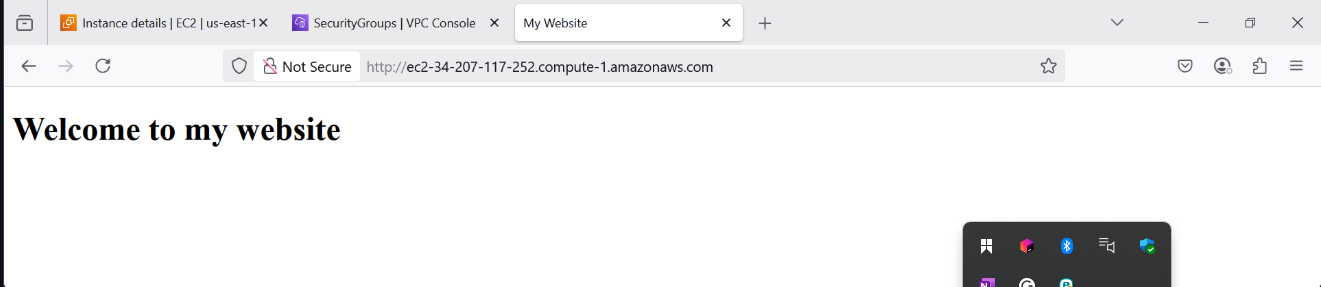 Instance details | EC2 | us-east-1
SecurityGroups | VPC Console
My Website
Not Secure
http://ec2-34-207-117-252.compute-1.amazonaws.com
Welcome to my website